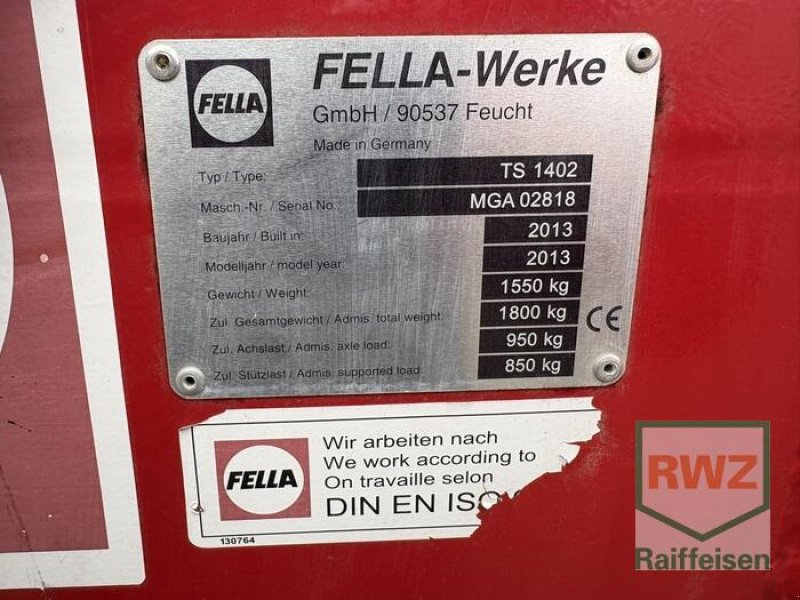 FELLA
FELLA-Werke
GmbH / 90537 Feucht
Made in Germany
Typ / Type: TS 1402
Masch.-Nr. / Serial No.: MGA 02818
Baujahr / Built in: 2013
Modelljahr / model year: 2013
Gewicht / Weight: 1550 kg
Zul. Gesamtgewicht / Admis. total weight: 1800 kg
Zul. Achslast / Admis. axle load: 950 kg
Zul. Stützlast / Admis. supported load: 850 kg
CE
FELLA
Wir arbeiten nach
We work according to
On travaille selon
DIN EN ISO
130764
RWZ
Raiffeisen